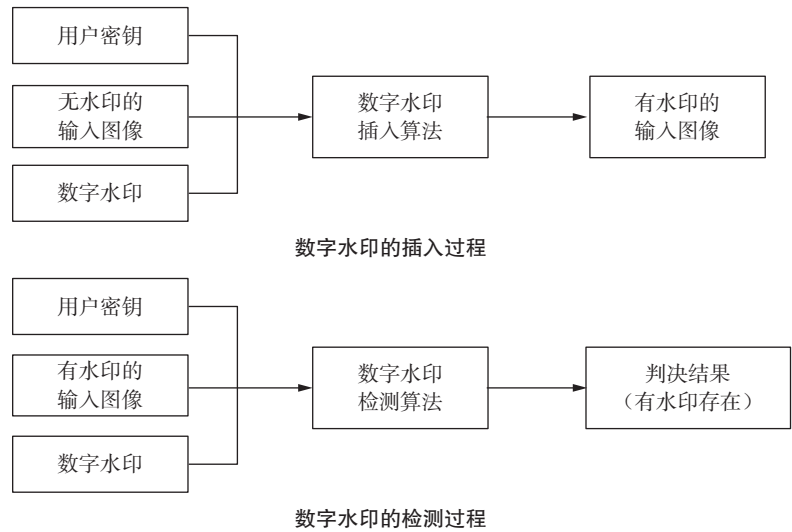 用户密钥
无水印的
输入图像
数字水印
数字水印
插入算法
有水印的
输入图像
数字水印的插入过程
用户密钥
有水印的
输入图像
数字水印
数字水印
检测算法
判决结果
（有水印存在）
数字水印的检测过程